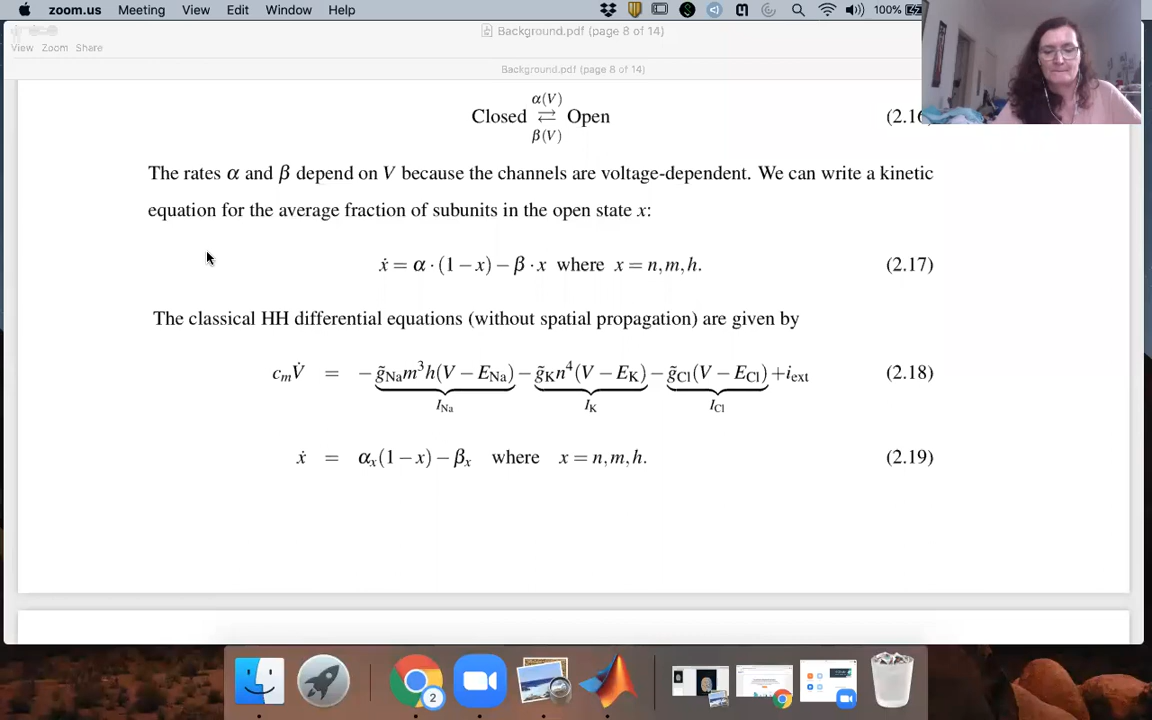 zoom.us Meeting View Edit Window Help 100%
Background.pdf (page 8 of 14)
View Zoom Share
Background.pdf (page 8 of 14)
α(V)
Closed ⇄ Open
β(V)
The rates α and β depend on V because the channels are voltage-dependent. We can write a kinetic
equation for the average fraction of subunits in the open state x:
ẋ = α · (1 − x) − β · x where x = n, m, h. (2.17)
The classical HH differential equations (without spatial propagation) are given by
cₘV̇ = − g̃_Na m³h(V − E_Na) − g̃_K n⁴(V − E_K) − g̃_Cl(V − E_Cl) + i_ext (2.18)
I_Na I_K I_Cl
ẋ = αₓ(1 − x) − βₓ where x = n, m, h. (2.19)
2